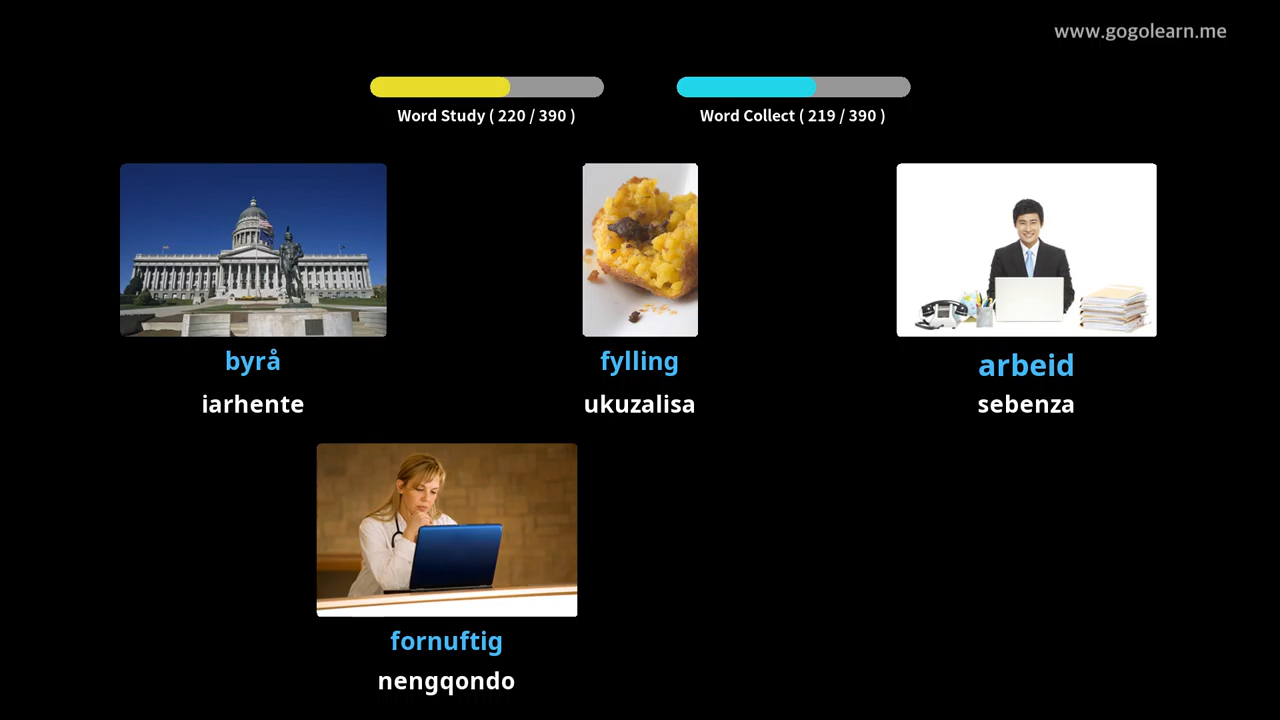 www.gogolearn.me
Word Study ( 220 / 390 )
Word Collect ( 219 / 390 )
byrå
fylling
arbeid
iarhente
ukuzalisa
sebenza
fornuftig
nengqondo